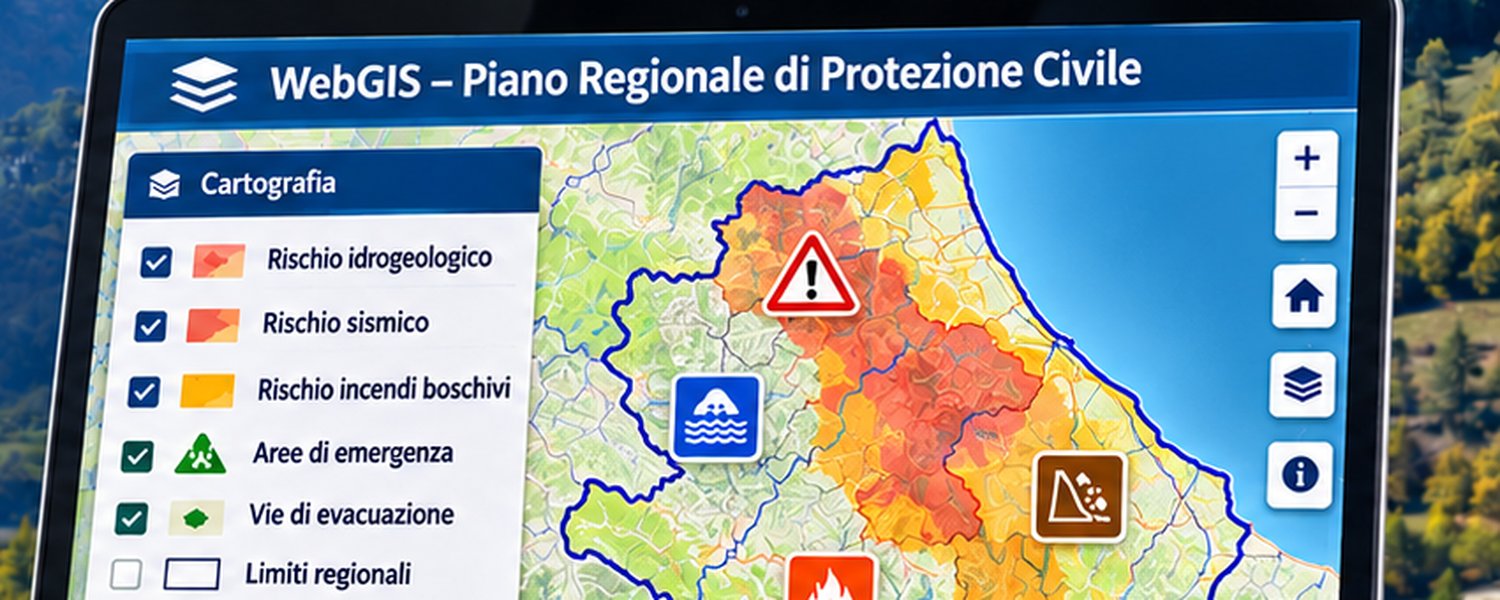 WebGIS – Piano Regionale di Protezione Civile
Cartografia
Rischio idrogeologico
Rischio sismico
Rischio incendi boschivi
Aree di emergenza
Vie di evacuazione
Limiti regionali